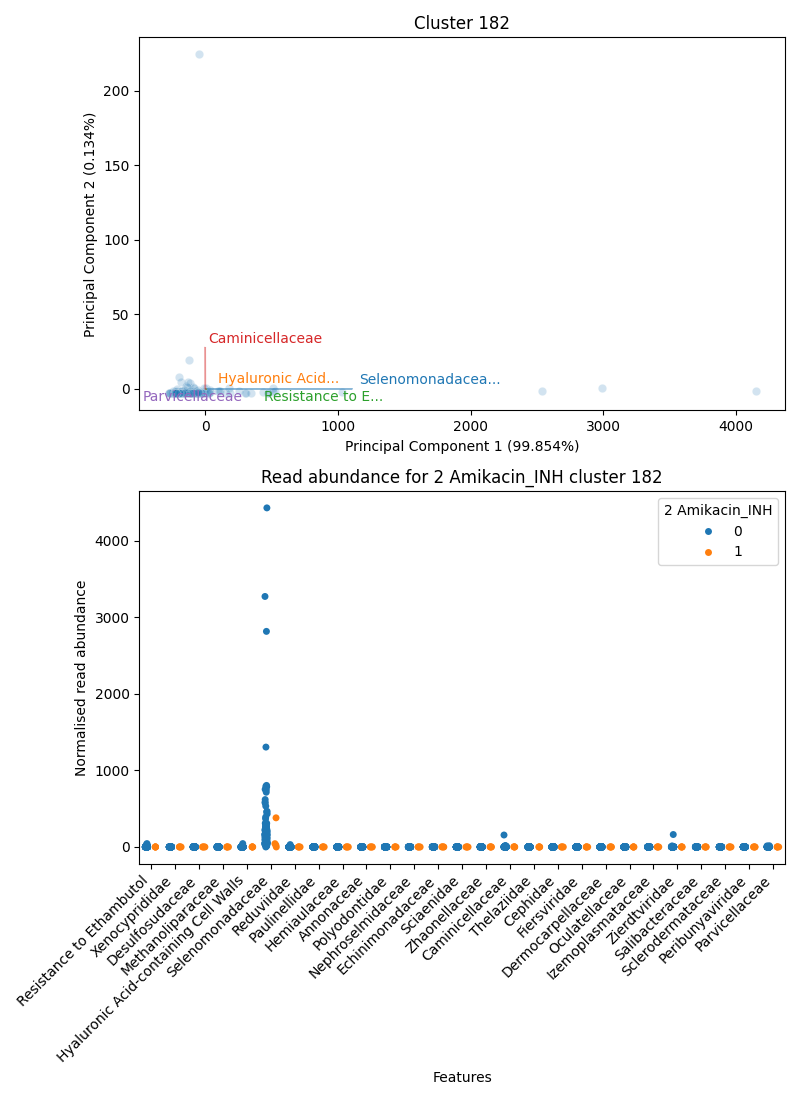 Cluster 182
200
150
100
50
0
Principal Component 2 (0.134%)
Caminicellaceae
Hyaluronic Acid...
Selenomonadacea...
Parvicellaceae
Resistance to E...
0
1000
2000
3000
4000
Principal Component 1 (99.854%)
Read abundance for 2 Amikacin_INH cluster 182
2 Amikacin_INH
0
1
4000
3000
2000
1000
0
Normalised read abundance
Resistance to Ethambutol
Xenocyprididae
Desulfosudaceae
Methanoliparaceae
Hyaluronic Acid-containing Cell Walls
Selenomonadaceae
Reduviidae
Paulinellidae
Hemiaulaceae
Annonaceae
Polyodontidae
Nephroselmidaceae
Echinimonadaceae
Sciaenidae
Zhaonellaceae
Caminicellaceae
Thelaziidae
Cephidae
Fiersviridae
Dermocarpellaceae
Oculatellaceae
Izemoplasmataceae
Zierdtviridae
Salibacteraceae
Sclerodermataceae
Peribunyaviridae
Parvicellaceae
Features